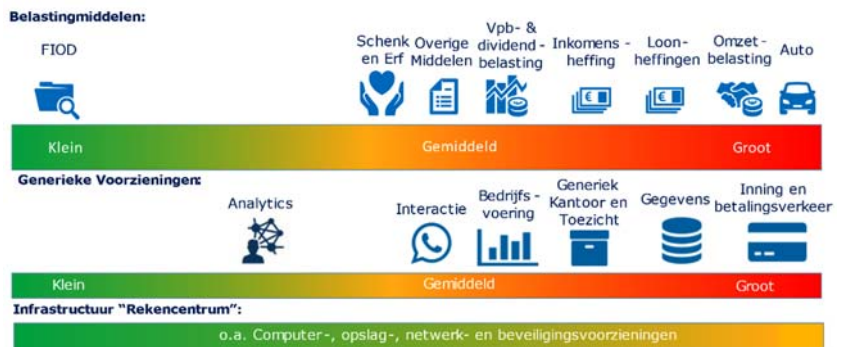 Belastingmiddelen:
FIOD
Schenk en Erf
Overige Middelen
Vpb- & dividend - belasting
Inkomens - heffing
Loon- heffingen
Omzet - belasting
Auto
Klein
Gemiddeld
Groot
Generieke Voorzieningen:
Analytics
Interactie
Bedrijfs - voering
Generiek Kantoor en Toezicht
Gegevens
Inning en betalingsverkeer
Klein
Gemiddeld
Groot
Infrastructuur "Rekencentrum":
o.a. Computer-, opslag-, netwerk- en beveiligingsvoorzieningen